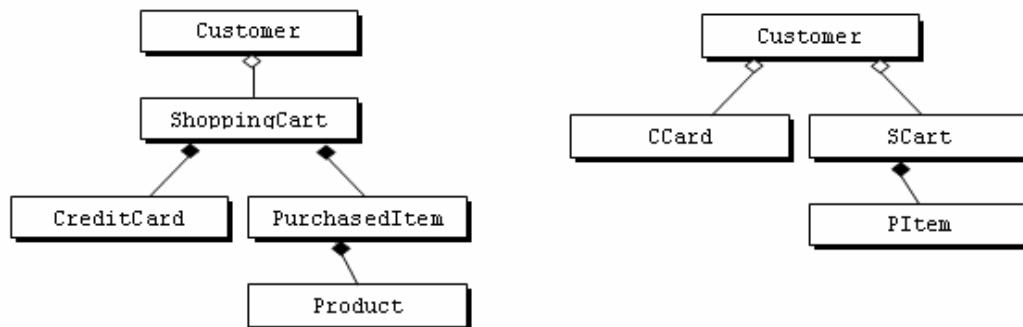 Customer
ShoppingCart
CreditCard
PurchasedItem
Product
Customer
CCard
SCart
PItem